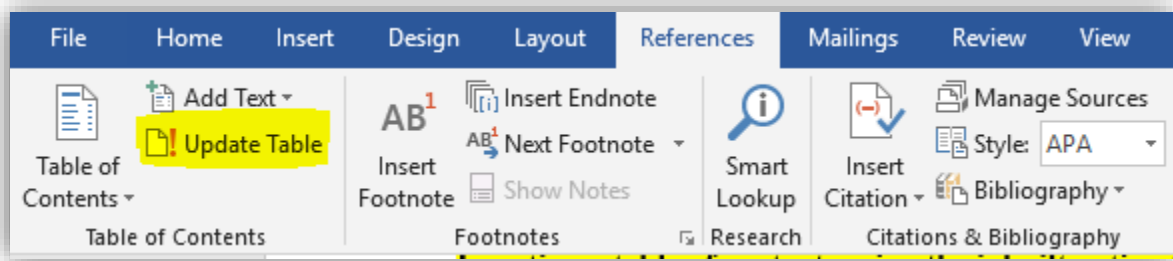 File Home Insert Design Layout References Mailings Review View
Add Text
Update Table
Table of
Contents
Table of Contents
AB1
Insert
Footnote
[i] Insert Endnote
AB1 Next Footnote
Show Notes
Footnotes
Smart
Lookup
Research
(-)
Insert
Citation
Manage Sources
Style: APA
Bibliography
Citations & Bibliography